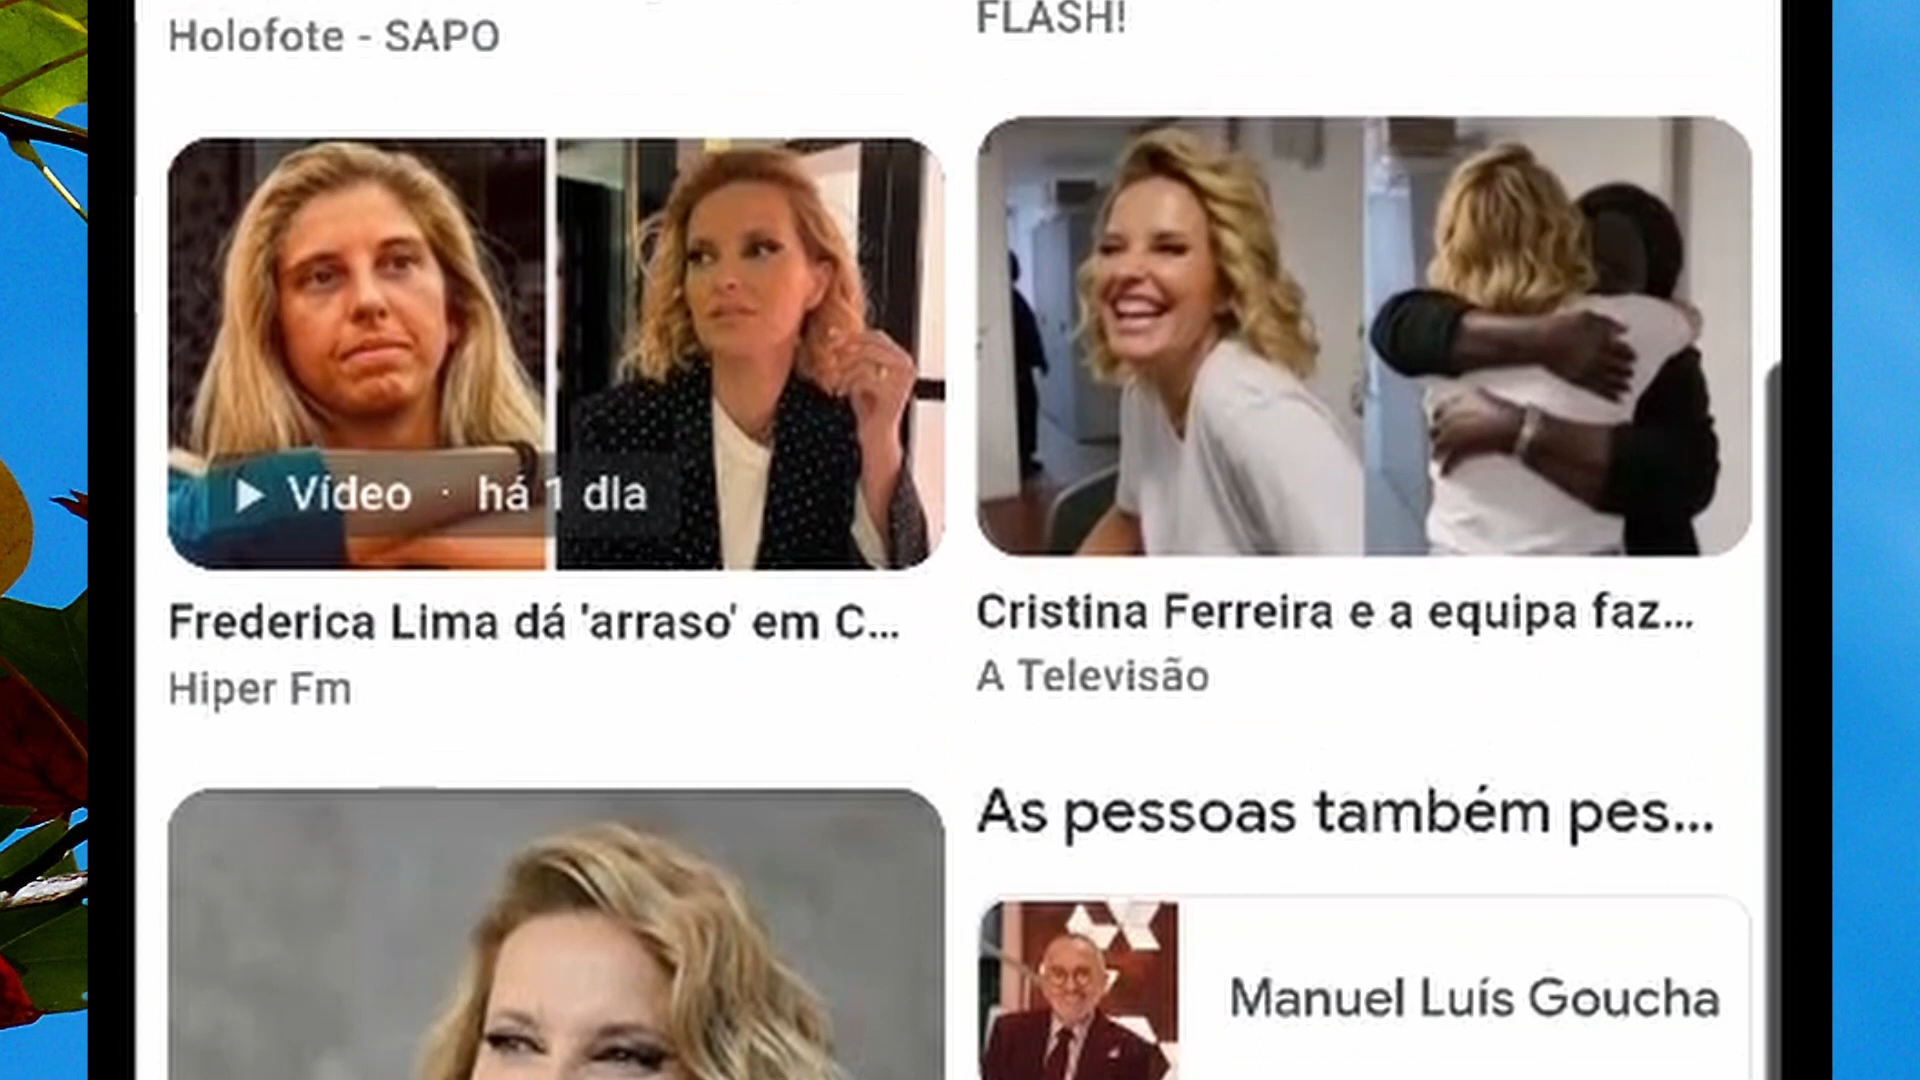 Holofote - SAPO
FLASH!
Vídeo · há 1 dia
Frederica Lima dá 'arraso' em C...
Hiper Fm
Cristina Ferreira e a equipa faz...
A Televisão
As pessoas também pes...
Manuel Luís Goucha